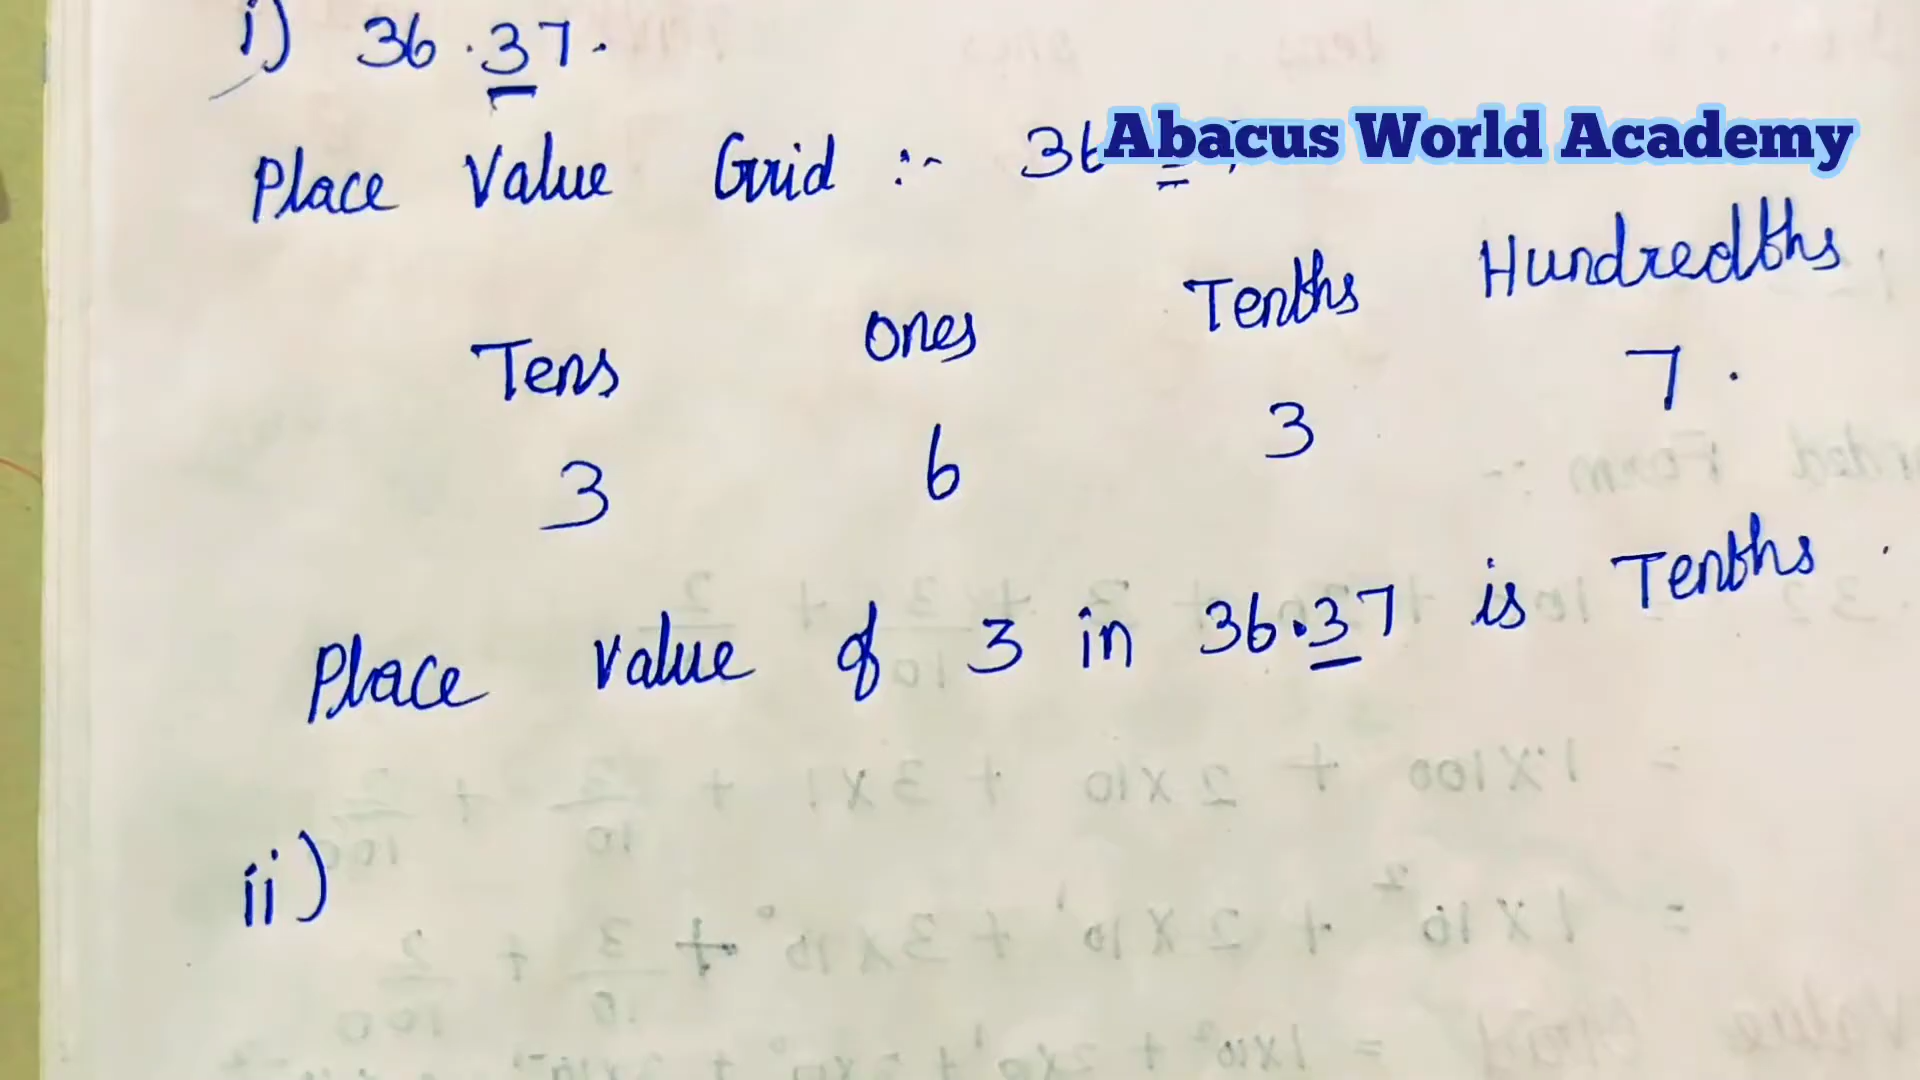 i) 36.37.
Abacus World Academy
Place Value Grid :- 36
Tens Ones Tenths Hundredths
3 6 3 7.
Place value of 3 in 36.37 is Tenths.
ii)